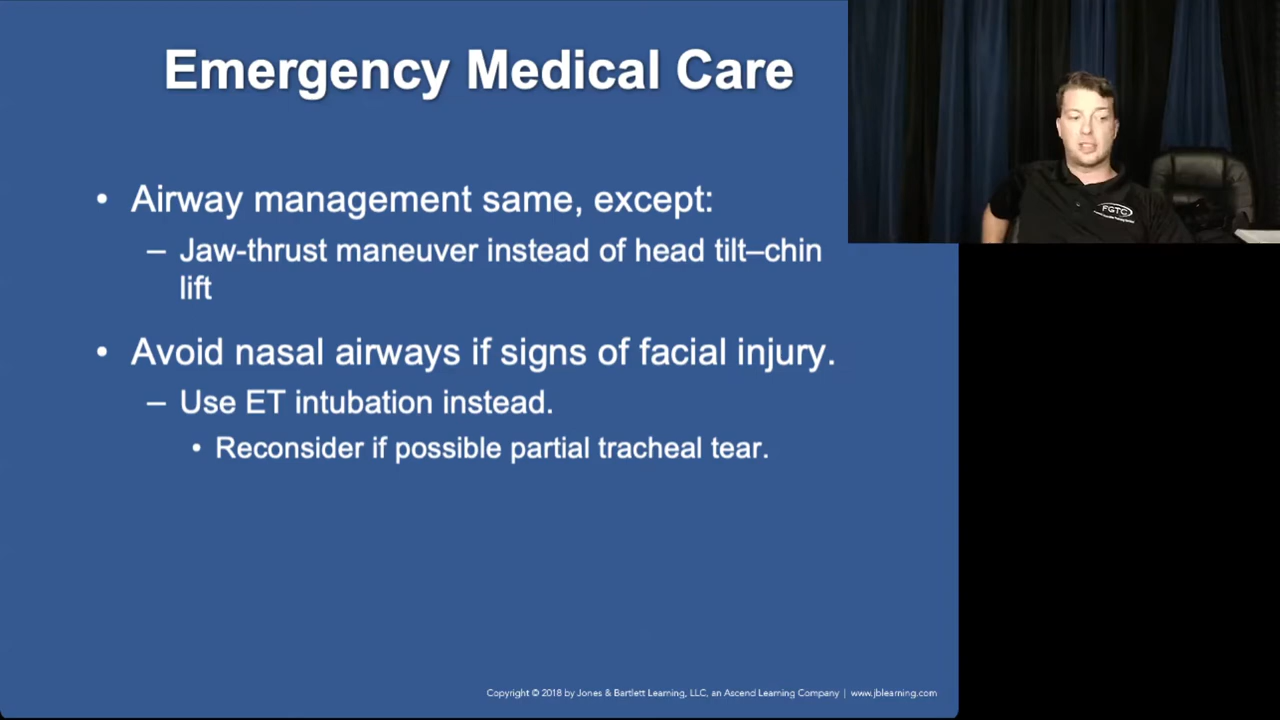 Emergency Medical Care
• Airway management same, except:
– Jaw-thrust maneuver instead of head tilt–chin
lift
• Avoid nasal airways if signs of facial injury.
– Use ET intubation instead.
• Reconsider if possible partial tracheal tear.
FGTC
Copyright © 2018 by Jones & Bartlett Learning, LLC, an Ascend Learning Company | www.jblearning.com